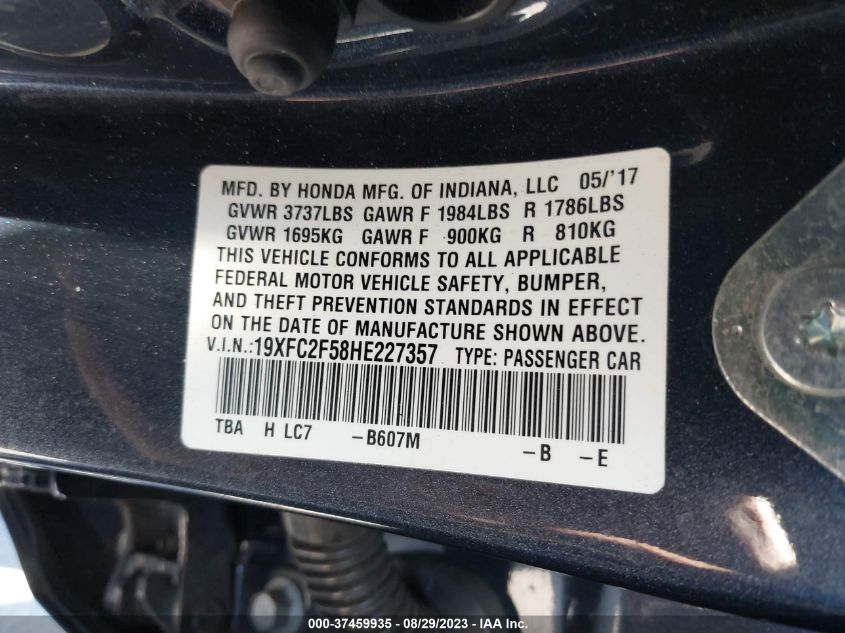 MFD. BY HONDA MFG. OF INDIANA, LLC 05/'17
GVWR 3737LBS GAWR F 1984LBS R 1786LBS
GVWR 1695KG GAWR F 900KG R 810KG
THIS VEHICLE CONFORMS TO ALL APPLICABLE
FEDERAL MOTOR VEHICLE SAFETY, BUMPER,
AND THEFT PREVENTION STANDARDS IN EFFECT
ON THE DATE OF MANUFACTURE SHOWN ABOVE.
V.I.N.:19XFC2F58HE227357 TYPE: PASSENGER CAR
TBA H LC7 -B607M -B -E
000-37459935 - 08/29/2023 - IAA Inc.